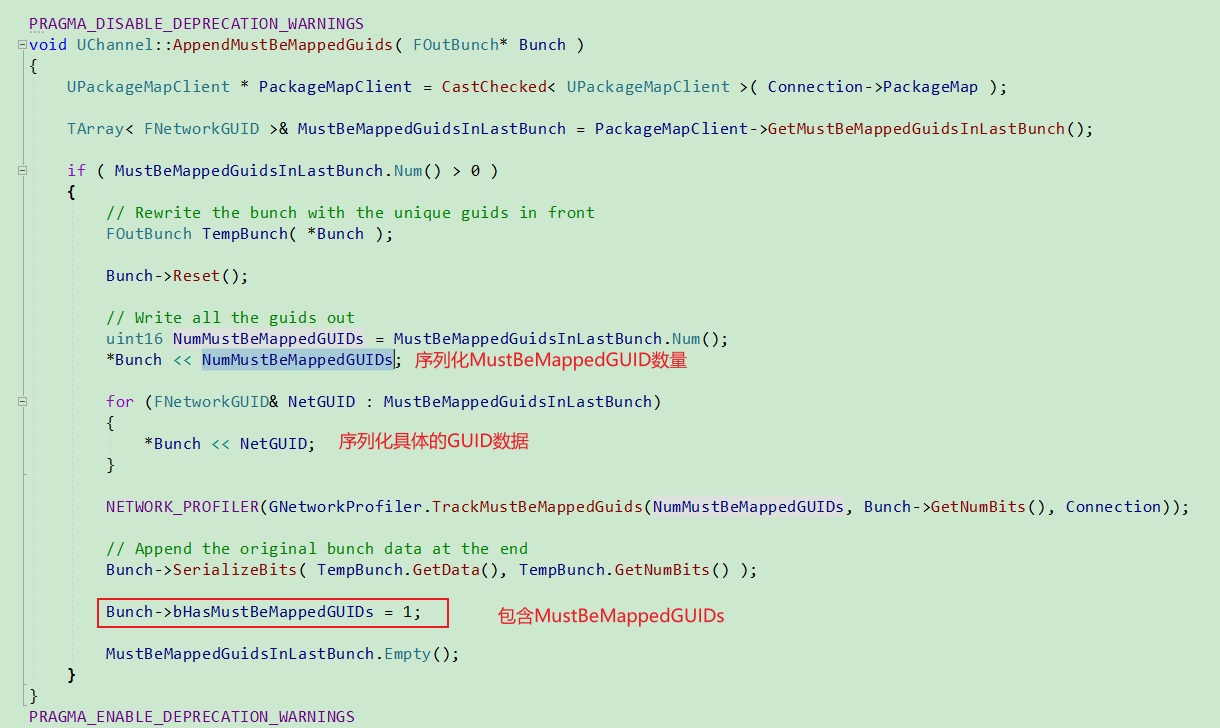 PRAGMA_DISABLE_DEPRECATION_WARNINGS
void UChannel::AppendMustBeMappedGuids( FOutBunch* Bunch )
{
UPackageMapClient * PackageMapClient = CastChecked< UPackageMapClient >( Connection->PackageMap );
TArray< FNetworkGUID >& MustBeMappedGuidsInLastBunch = PackageMapClient->GetMustBeMappedGuidsInLastBunch();
if ( MustBeMappedGuidsInLastBunch.Num() > 0 )
{
// Rewrite the bunch with the unique guids in front
FOutBunch TempBunch( *Bunch );
Bunch->Reset();
// Write all the guids out
uint16 NumMustBeMappedGUIDs = MustBeMappedGuidsInLastBunch.Num();
*Bunch << NumMustBeMappedGUIDs; 序列化MustBeMappedGUID数量
for (FNetworkGUID& NetGUID : MustBeMappedGuidsInLastBunch)
{
*Bunch << NetGUID; 序列化具体的GUID数据
}
NETWORK_PROFILER(GNetworkProfiler.TrackMustBeMappedGuids(NumMustBeMappedGUIDs, Bunch->GetNumBits(), Connection));
// Append the original bunch data at the end
Bunch->SerializeBits( TempBunch.GetData(), TempBunch.GetNumBits() );
Bunch->bHasMustBeMappedGUIDs = 1; 包含MustBeMappedGUIDs
MustBeMappedGuidsInLastBunch.Empty();
}
}
PRAGMA_ENABLE_DEPRECATION_WARNINGS